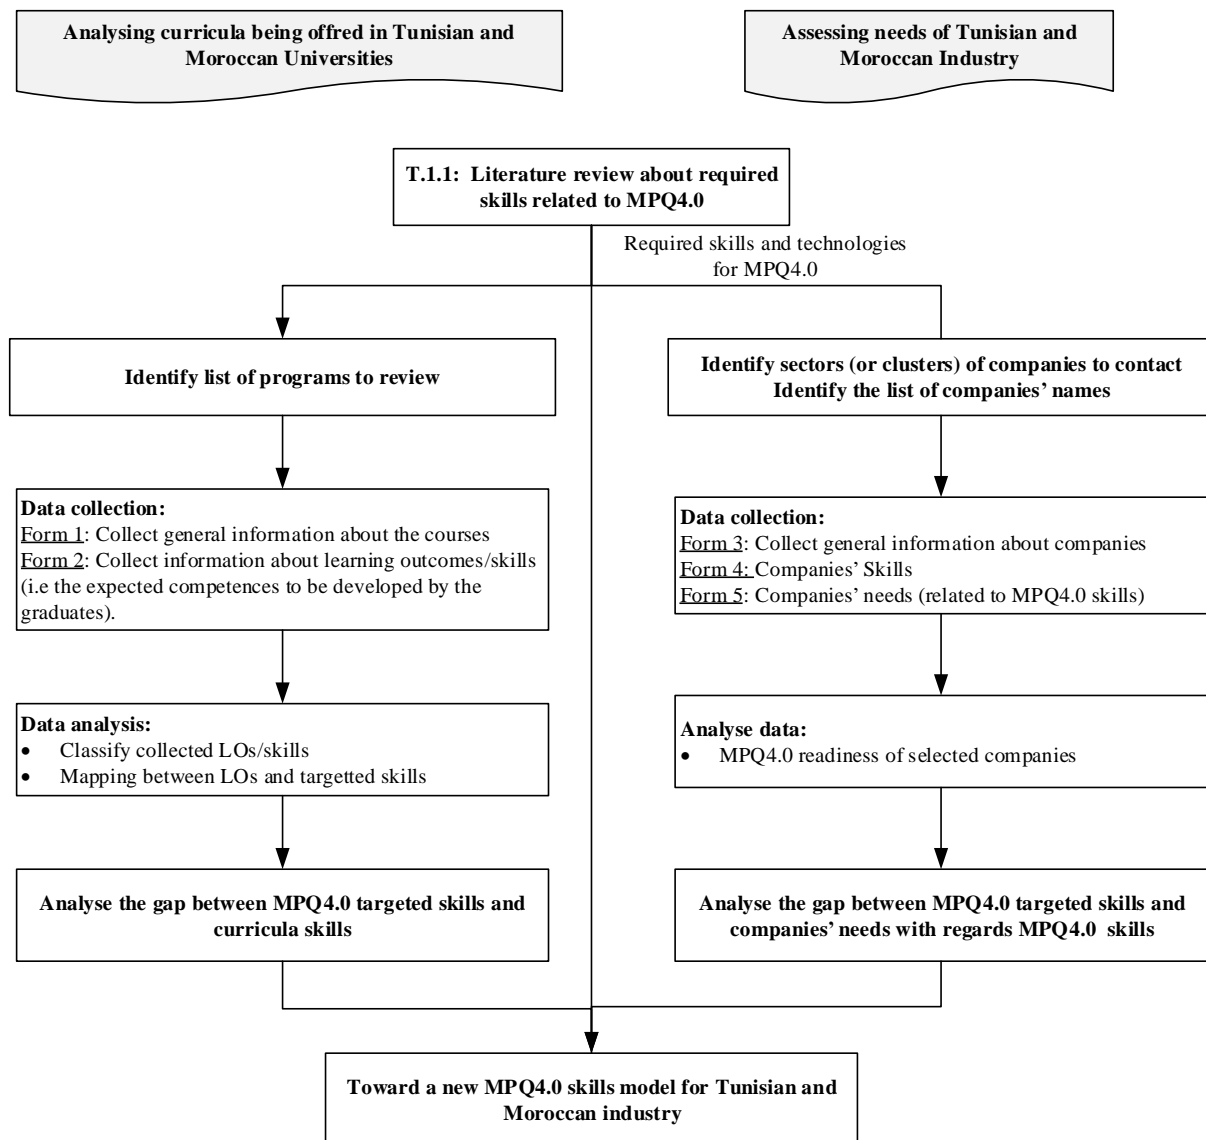 Analysing curricula being offred in Tunisian and
Moroccan Universities
Assessing needs of Tunisian and
Moroccan Industry
T.1.1:  Literature review about required
skills related to MPQ4.0
Required skills and technologies
for MPQ4.0
Identify list of programs to review
Identify sectors (or clusters) of companies to contact
Identify the list of companies’ names
Data collection:
Form 1: Collect general information about the courses
Form 2: Collect information about learning outcomes/skills
(i.e the expected competences to be developed by the
graduates).
Data collection:
Form 3: Collect general information about companies
Form 4: Companies’ Skills
Form 5: Companies’ needs (related to MPQ4.0 skills)
Data analysis:
• Classify collected LOs/skills
• Mapping between LOs and targetted skills
Analyse data:
• MPQ4.0 readiness of selected companies
Analyse the gap between MPQ4.0 targeted skills and
curricula skills
Analyse the gap between MPQ4.0 targeted skills and
companies’ needs with regards MPQ4.0  skills
Toward a new MPQ4.0 skills model for Tunisian and
Moroccan industry